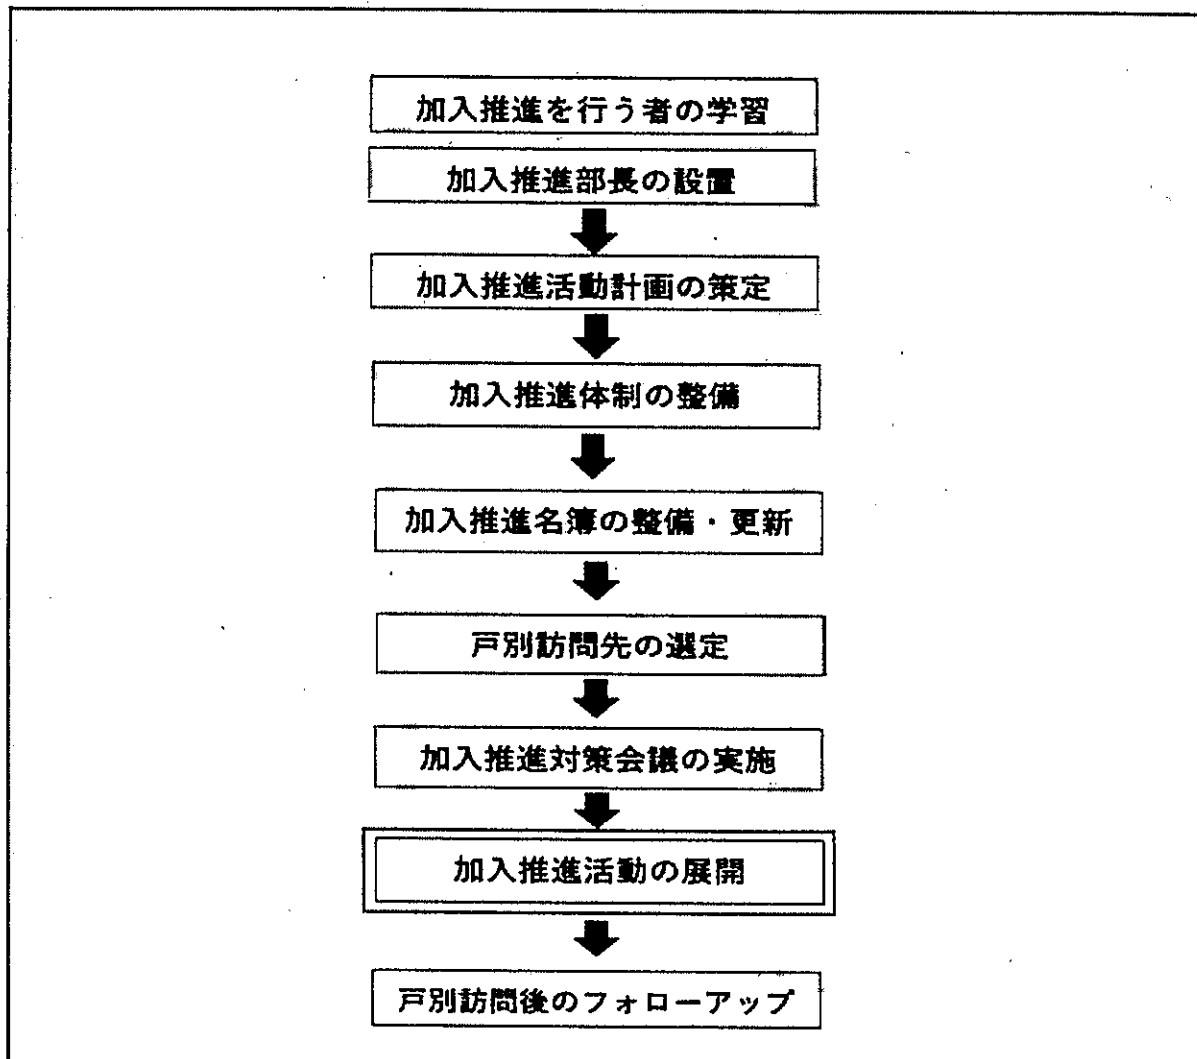 加入推進を行う者の学習
加入推進部長の設置
加入推進活動計画の策定
加入推進体制の整備
加入推進名簿の整備・更新
戸別訪問先の選定
加入推進対策会議の実施
加入推進活動の展開
戸別訪問後のフォローアップ